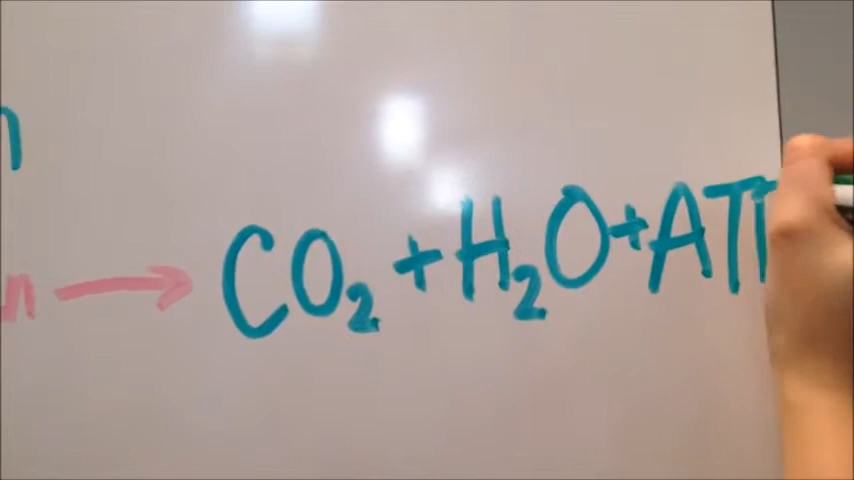 n
n → CO₂ + H₂O + ATP